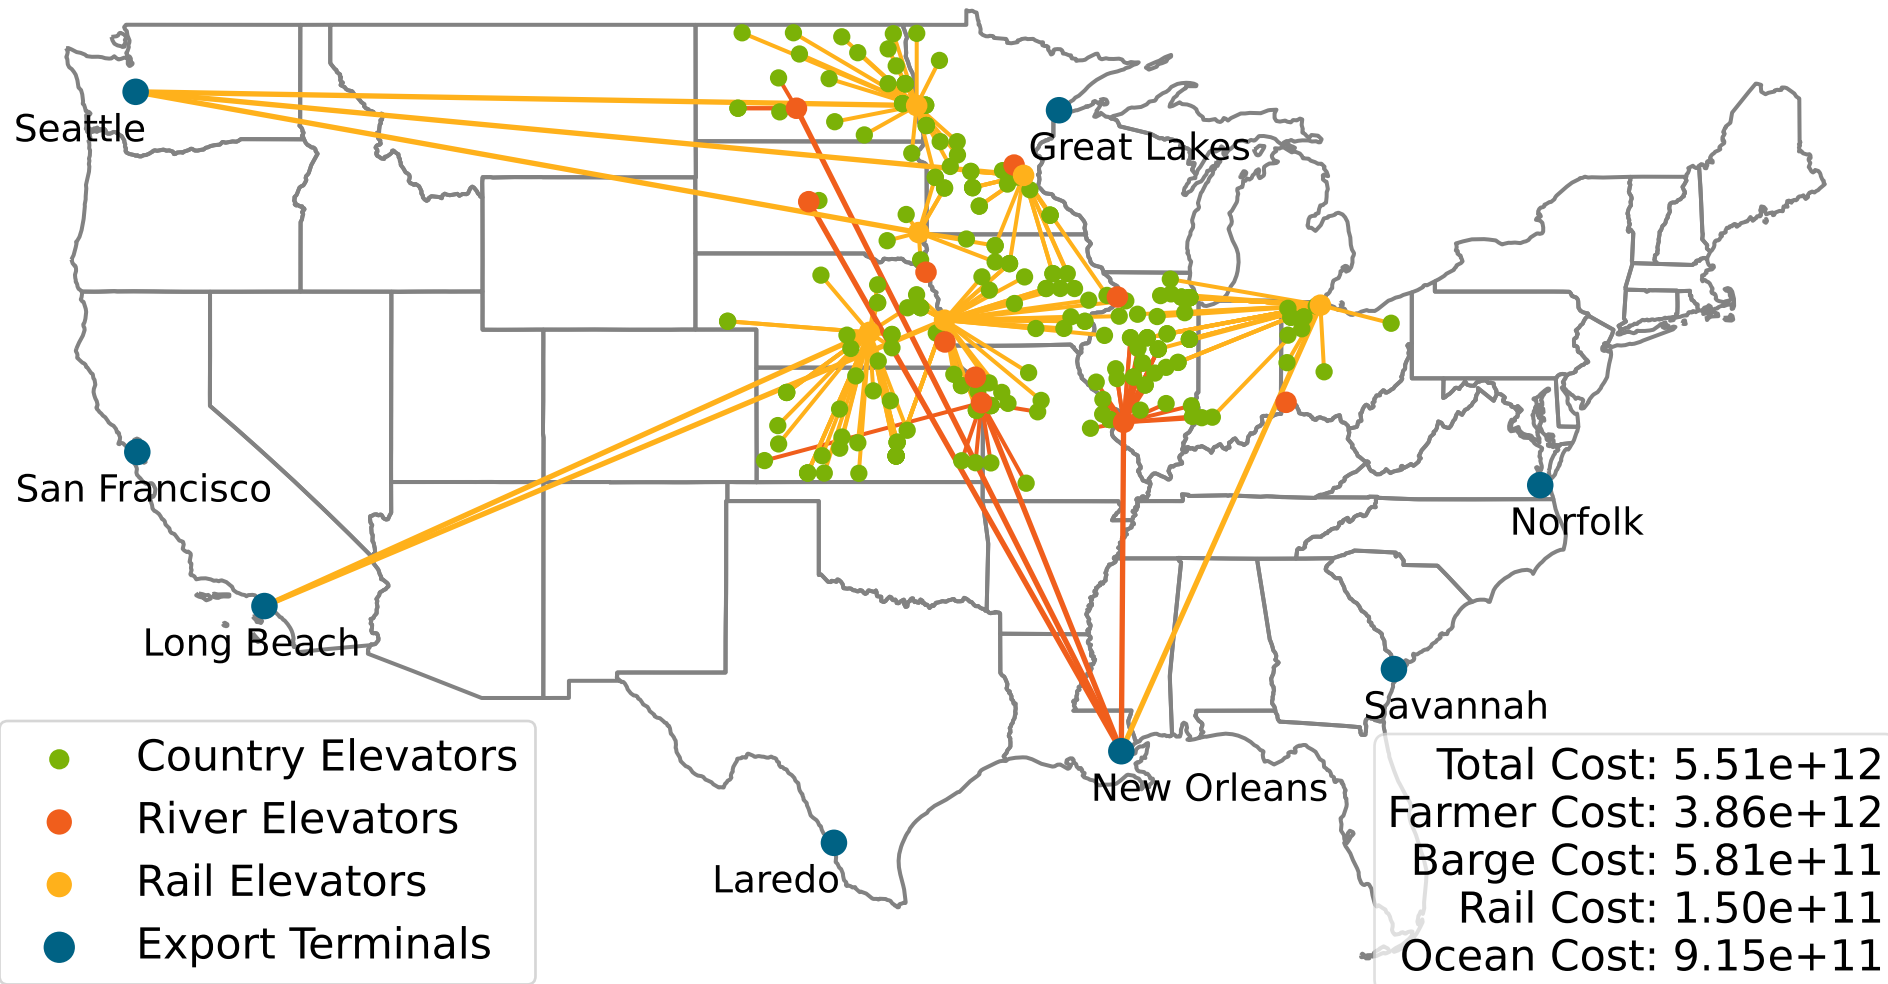 Seattle
Great Lakes
San Francisco
Norfolk
Long Beach
Savannah
New Orleans
Laredo
Country Elevators
River Elevators
Rail Elevators
Export Terminals
Total Cost: 5.51e+12
Farmer Cost: 3.86e+12
Barge Cost: 5.81e+11
Rail Cost: 1.50e+11
Ocean Cost: 9.15e+11